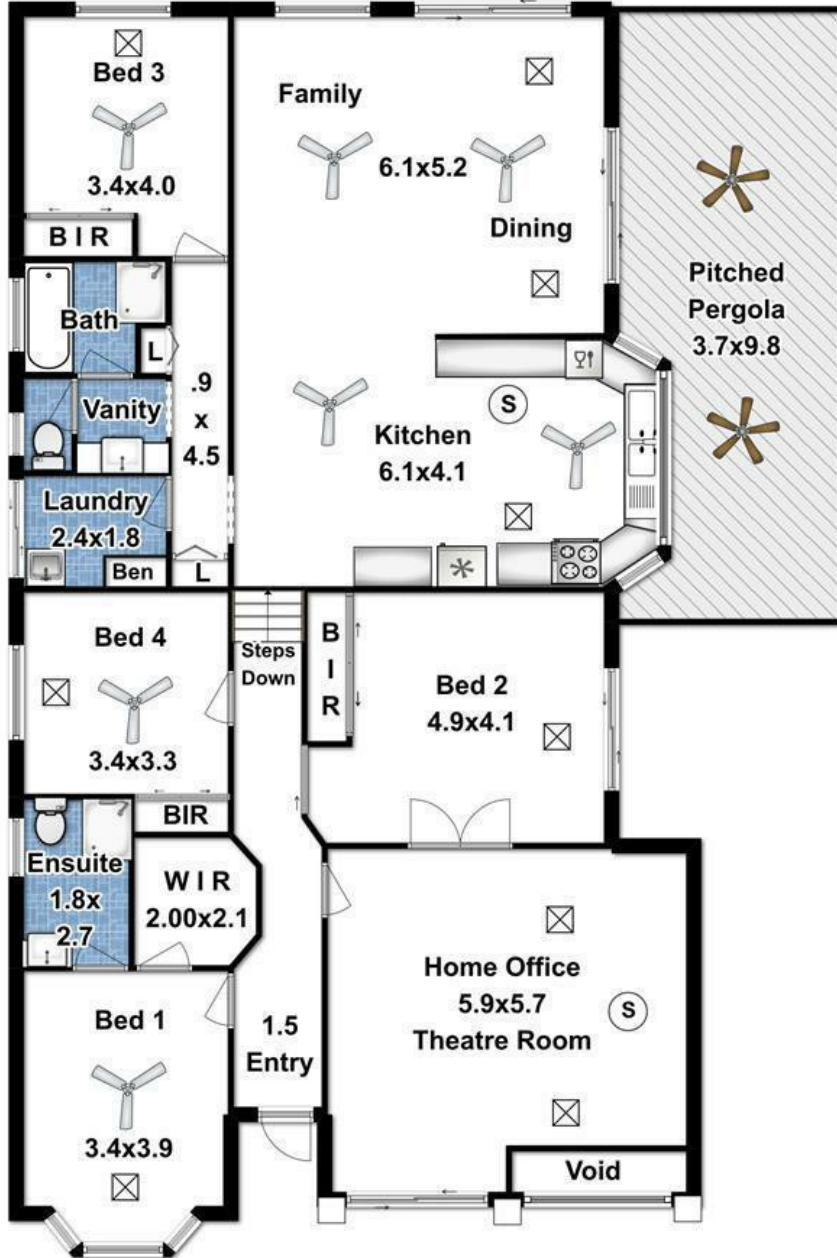 Bed 3
3.4x4.0
B I R
Family
6.1x5.2
Dining
Pitched
Pergola
3.7x9.8
Bath
L
Vanity
.9
x
4.5
S
Kitchen
6.1x4.1
Laundry
2.4x1.8
Ben
L
Bed 4
3.4x3.3
BIR
Steps
Down
B
I
R
Bed 2
4.9x4.1
Ensuite
1.8x
2.7
W I R
2.00x2.1
Home Office
5.9x5.7
Theatre Room
S
Bed 1
3.4x3.9
1.5
Entry
Void